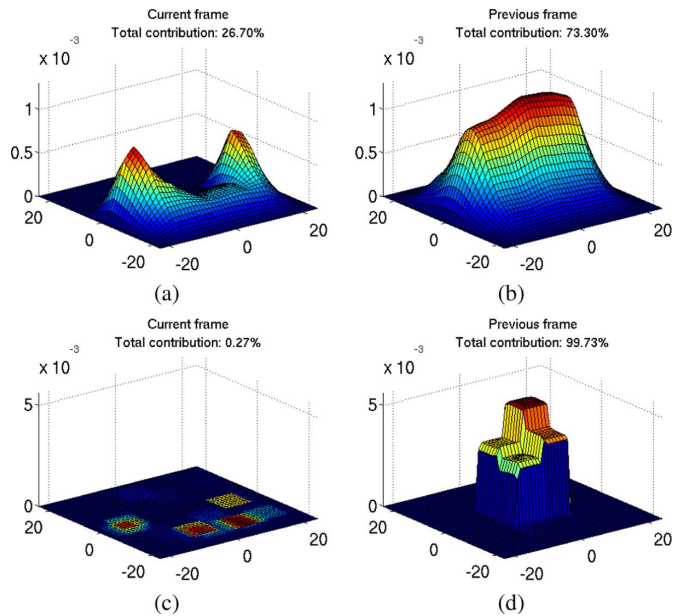 Current frame
Total contribution: 26.70%
Previous frame
Total contribution: 73.30%
x 10
-3
1
0.5
0
20
0
-20
-20
0
20
(a)
x 10
-3
1
0.5
0
20
0
-20
-20
0
20
(b)
Current frame
Total contribution: 0.27%
Previous frame
Total contribution: 99.73%
x 10
-3
5
0
20
0
-20
-20
0
20
(c)
x 10
-3
5
0
20
0
-20
-20
0
20
(d)